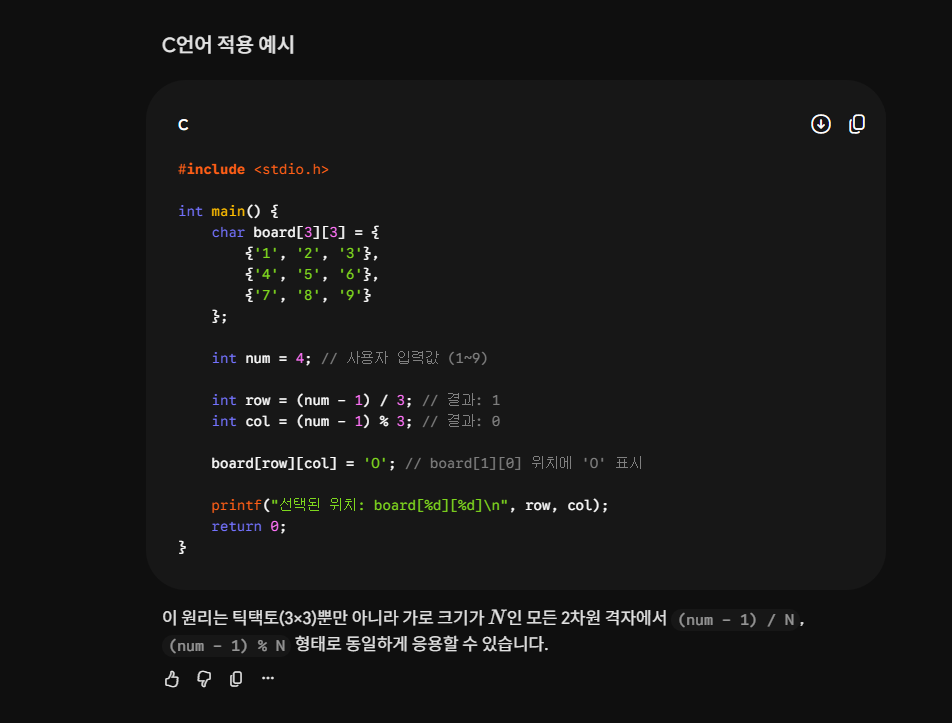 C언어 적용 예시
C
#include <stdio.h>
int main() {
    char board[3][3] = {
        {'1', '2', '3'},
        {'4', '5', '6'},
        {'7', '8', '9'}
    };
    int num = 4; // 사용자 입력값 (1~9)
    int row = (num - 1) / 3; // 결과: 1
    int col = (num - 1) % 3; // 결과: 0
    board[row][col] = 'O'; // board[1][0] 위치에 'O' 표시
    printf("선택된 위치: board[%d][%d]\n", row, col);
    return 0;
}
이 원리는 틱택토(3×3)뿐만 아니라 가로 크기가 N인 모든 2차원 격자에서 (num - 1) / N ,
(num - 1) % N 형태로 동일하게 응용할 수 있습니다.